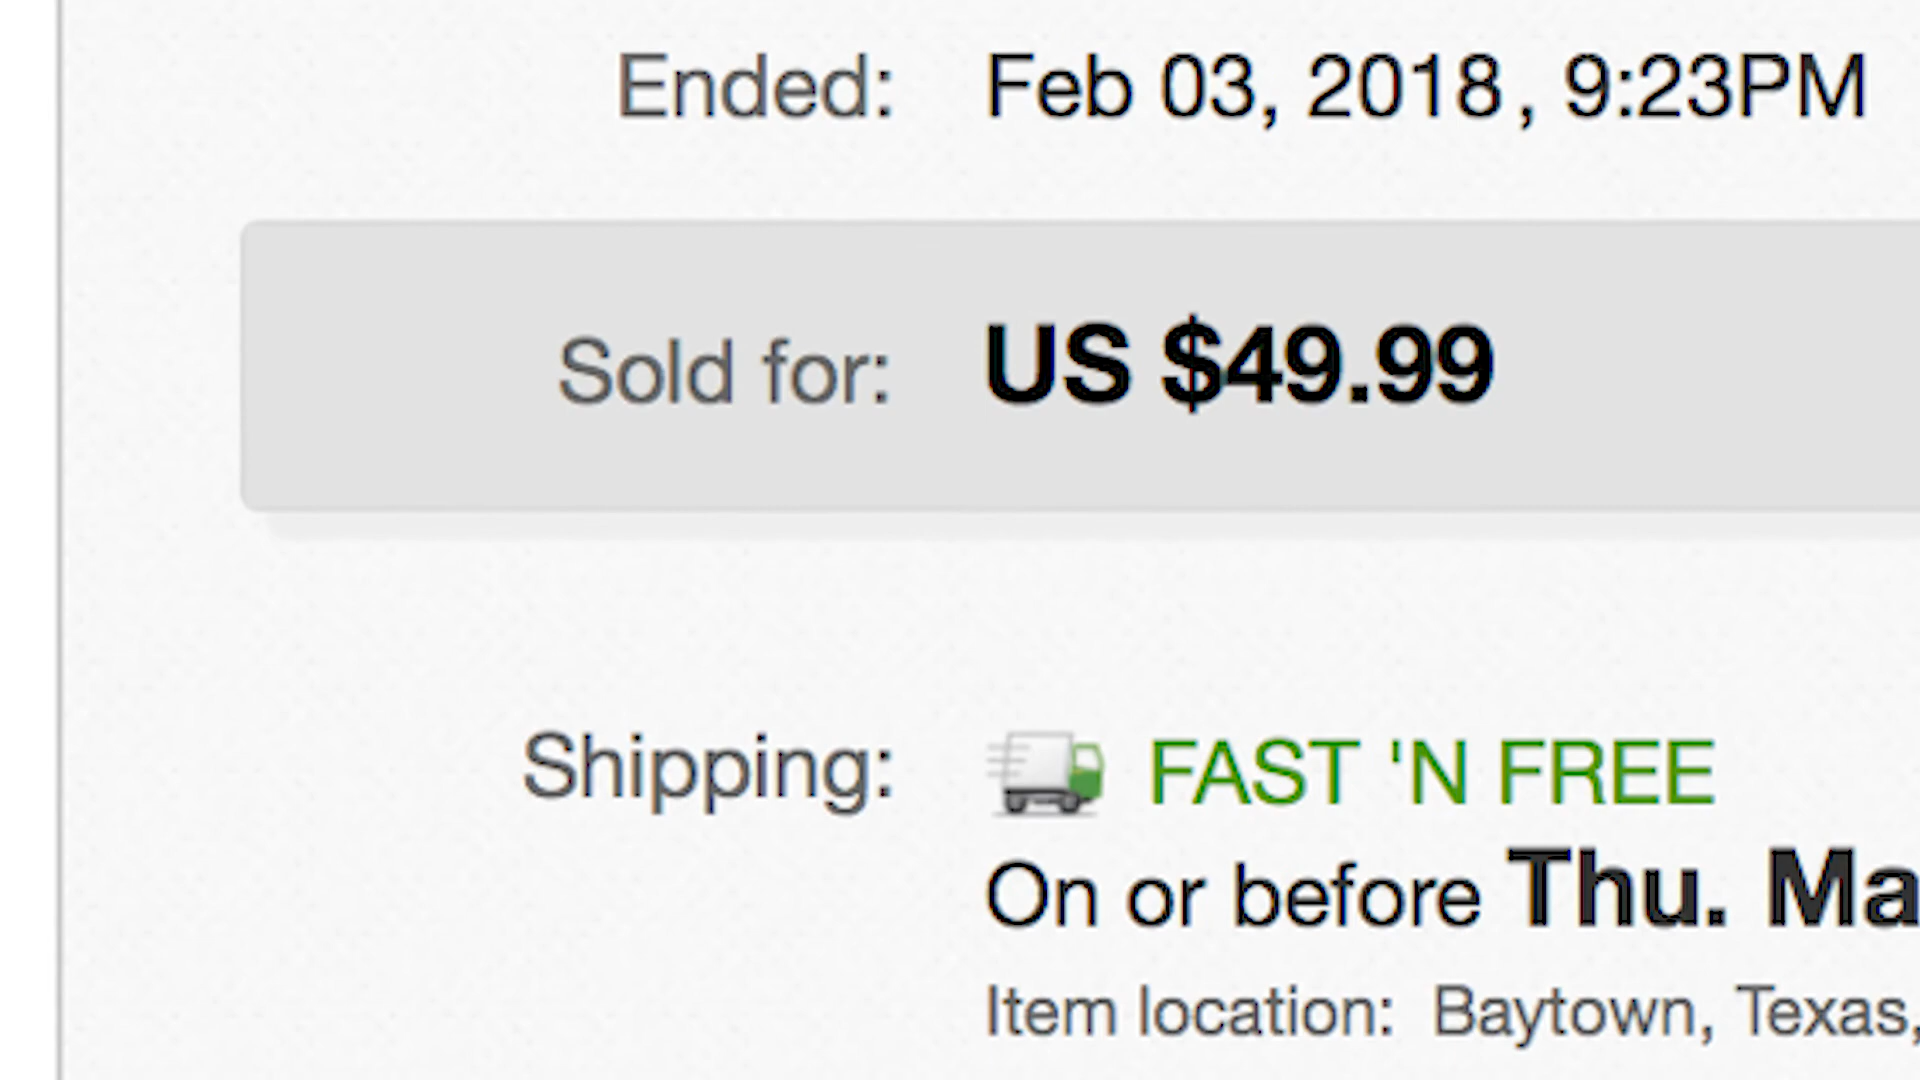 Ended: Feb 03, 2018 , 9:23PM
Sold for: US $49.99
Shipping: FAST 'N FREE
On or before Thu. Ma
Item location: Baytown, Texas,